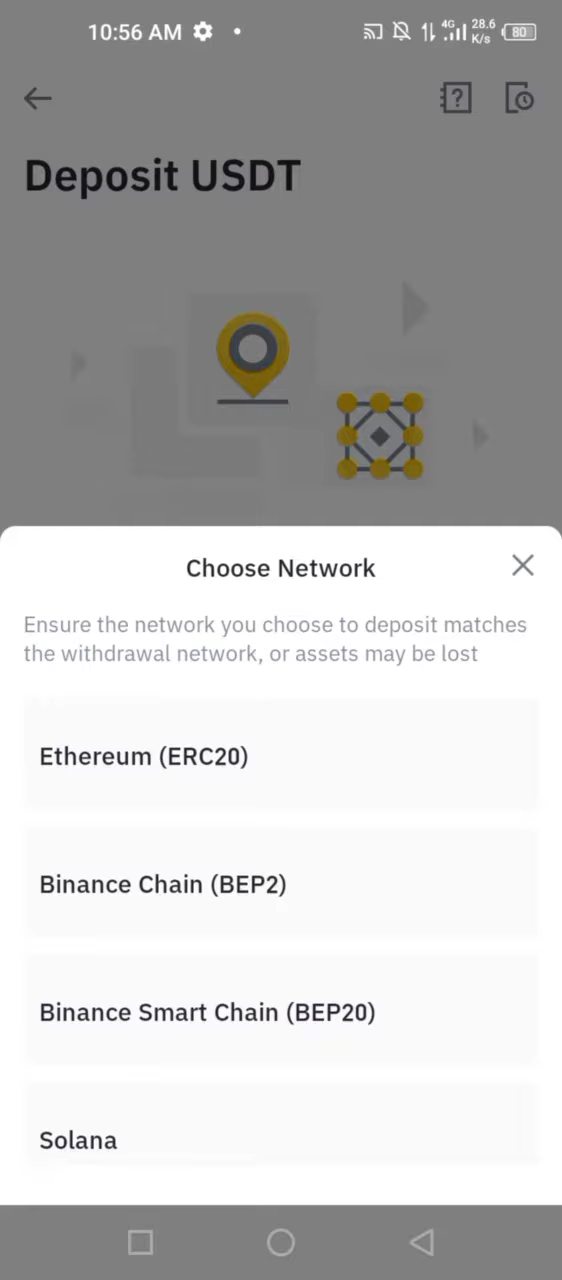 10:56 AM
4G
28.6
K/s
80
Deposit USDT
Choose Network
Ensure the network you choose to deposit matches
the withdrawal network, or assets may be lost
Ethereum (ERC20)
Binance Chain (BEP2)
Binance Smart Chain (BEP20)
Solana